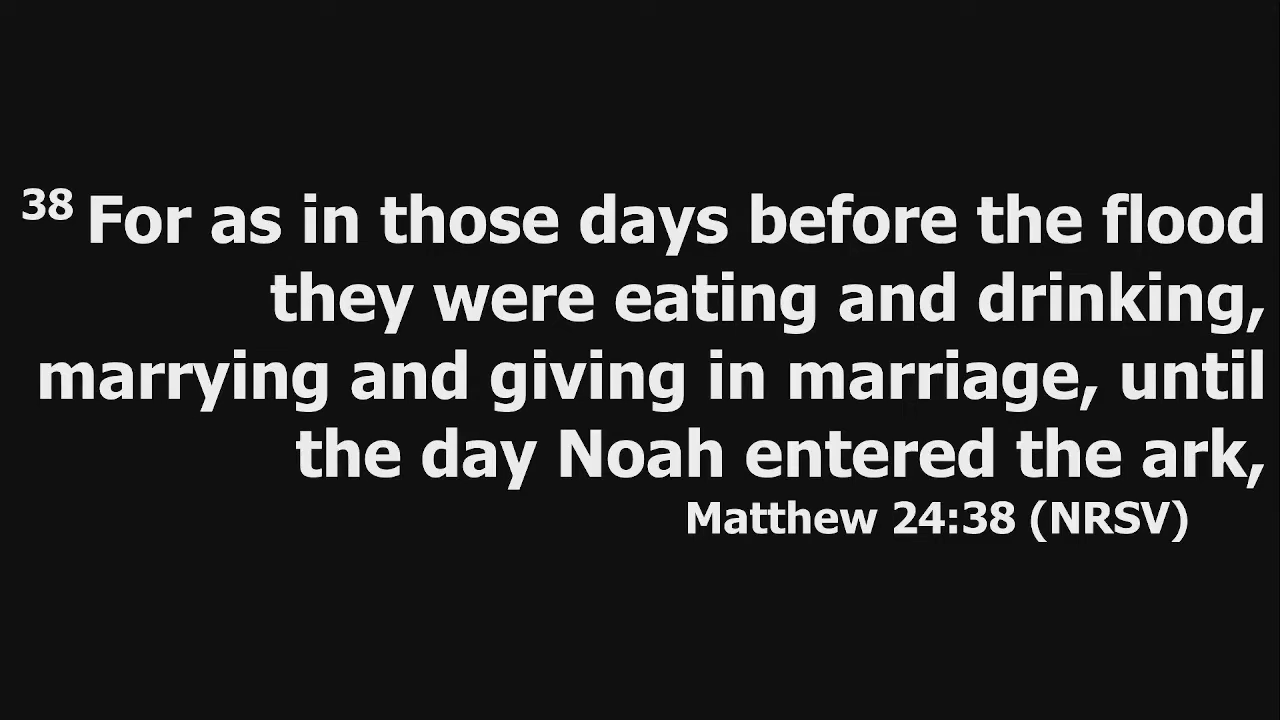 38 For as in those days before the flood
they were eating and drinking,
marrying and giving in marriage, until
the day Noah entered the ark,
Matthew 24:38 (NRSV)